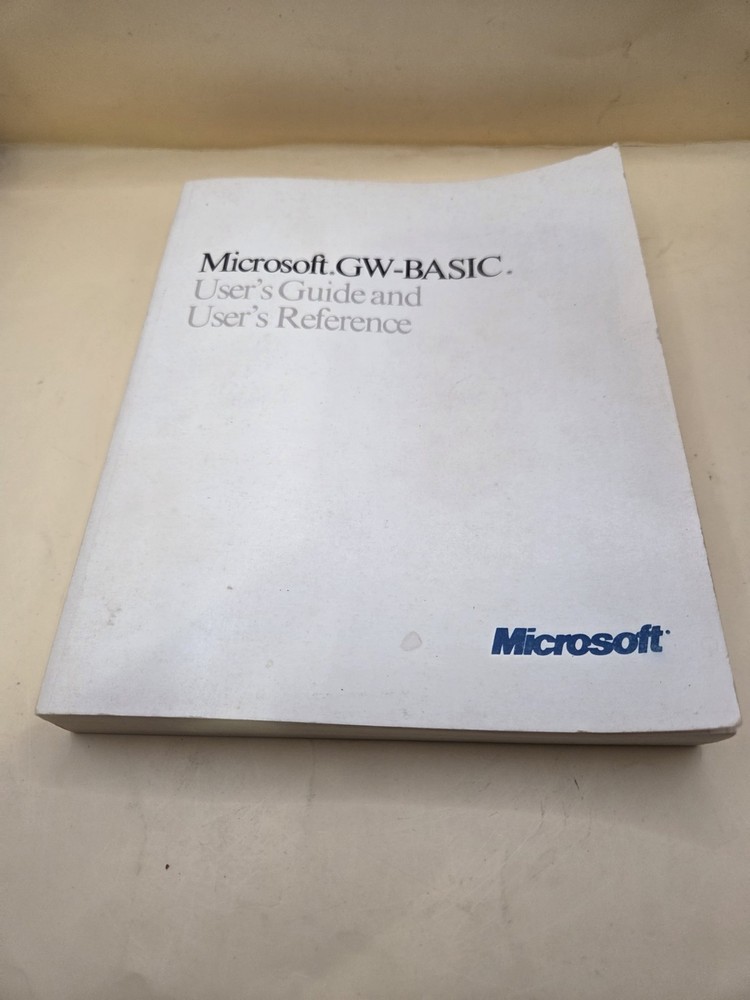 Microsoft® GW-BASIC®
User's Guide and
User's Reference
Microsoft®